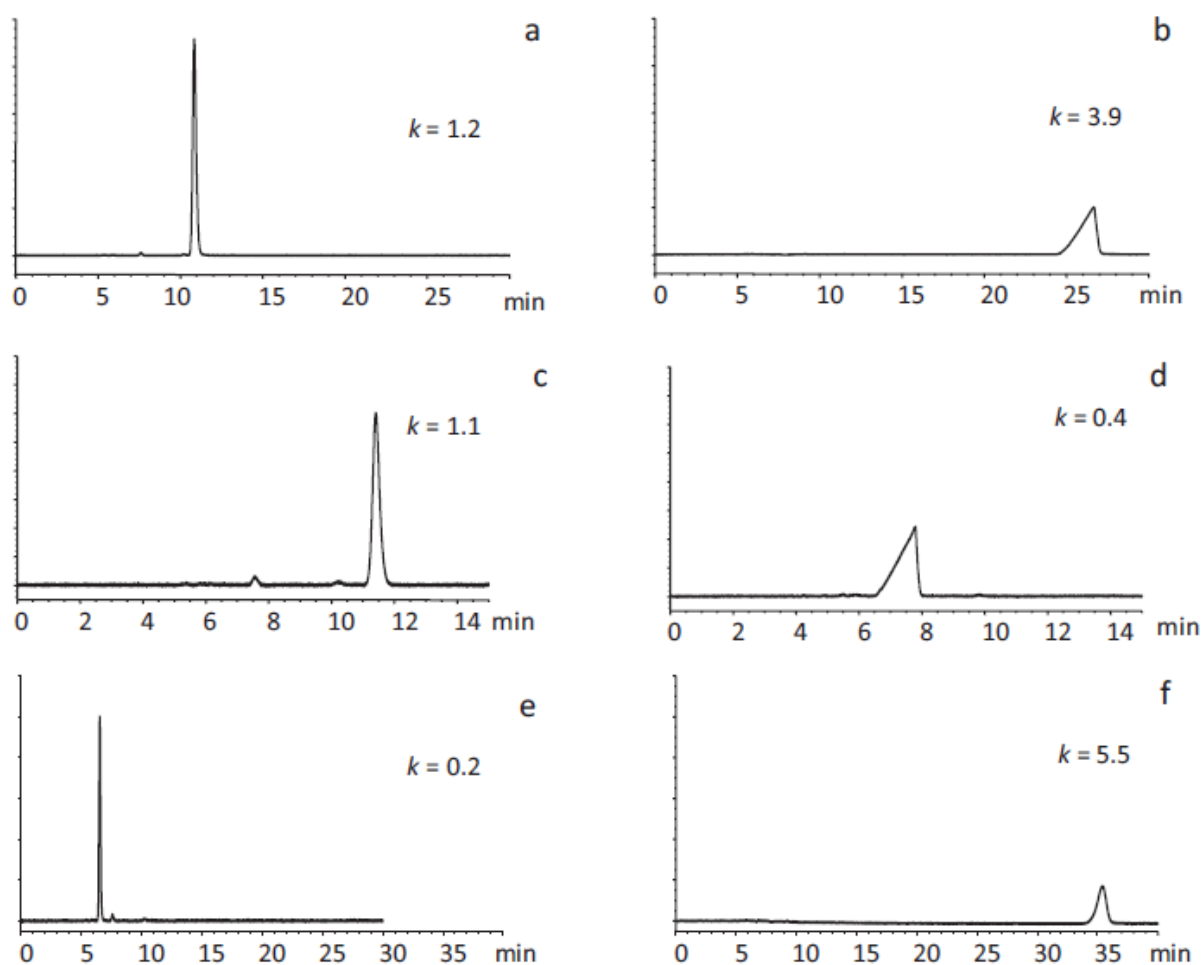 a
k = 1.2
0 5 10 15 20 25 min
b
k = 3.9
0 5 10 15 20 25 min
c
k = 1.1
0 2 4 6 8 10 12 14 min
d
k = 0.4
0 2 4 6 8 10 12 14 min
e
k = 0.2
0 5 10 15 20 25 30 35 min
f
k = 5.5
0 5 10 15 20 25 30 35 min